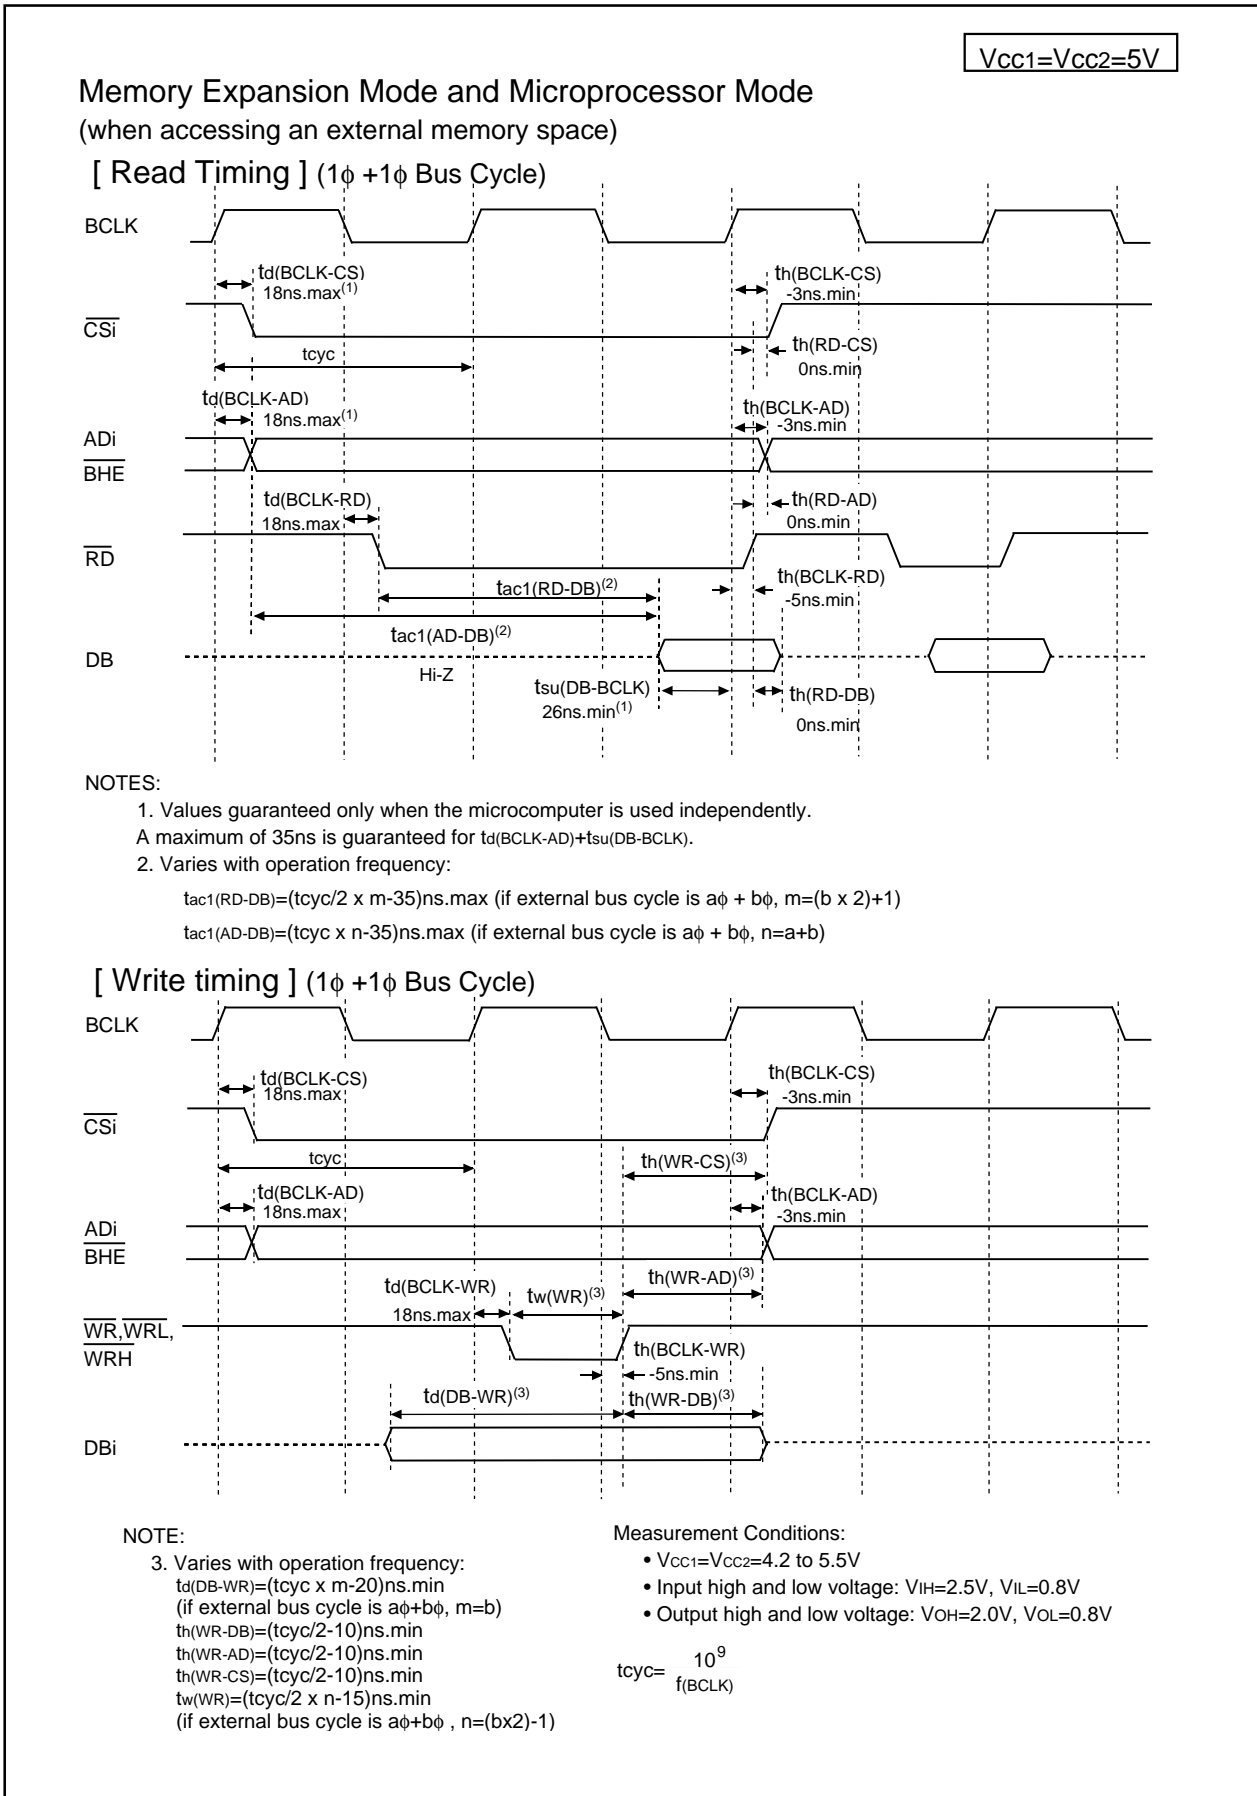 Vcc1=Vcc2=5V
Memory Expansion Mode and Microprocessor Mode
(when accessing an external memory space)
[ Read Timing ] (1ϕ +1ϕ Bus Cycle)
BCLK
td(BCLK-CS)
18ns.max(1)
th(BCLK-CS)
-3ns.min
CSi
tcyc
th(RD-CS)
0ns.min
td(BCLK-AD)
18ns.max(1)
th(BCLK-AD)
-3ns.min
ADi
BHE
td(BCLK-RD)
18ns.max
th(RD-AD)
0ns.min
RD
tac1(RD-DB)(2)
th(BCLK-RD)
-5ns.min
tac1(AD-DB)(2)
DB
Hi-Z
tsu(DB-BCLK)
26ns.min(1)
th(RD-DB)
0ns.min
NOTES:
1. Values guaranteed only when the microcomputer is used independently.
A maximum of 35ns is guaranteed for td(BCLK-AD)+tsu(DB-BCLK).
2. Varies with operation frequency:
tac1(RD-DB)=(tcyc/2 x m-35)ns.max (if external bus cycle is aϕ + bϕ, m=(b x 2)+1)
tac1(AD-DB)=(tcyc x n-35)ns.max (if external bus cycle is aϕ + bϕ, n=a+b)
[ Write timing ] (1ϕ +1ϕ Bus Cycle)
BCLK
td(BCLK-CS)
18ns.max
th(BCLK-CS)
-3ns.min
CSi
tcyc
th(WR-CS)(3)
td(BCLK-AD)
18ns.max
th(BCLK-AD)
-3ns.min
ADi
BHE
td(BCLK-WR)
18ns.max
tw(WR)(3)
th(WR-AD)(3)
WR,WRL,
WRH
th(BCLK-WR)
-5ns.min
td(DB-WR)(3)
th(WR-DB)(3)
DBi
NOTE:
3. Varies with operation frequency:
td(DB-WR)=(tcyc x m-20)ns.min
(if external bus cycle is aϕ+bϕ, m=b)
th(WR-DB)=(tcyc/2-10)ns.min
th(WR-AD)=(tcyc/2-10)ns.min
th(WR-CS)=(tcyc/2-10)ns.min
tw(WR)=(tcyc/2 x n-15)ns.min
(if external bus cycle is aϕ+bϕ , n=(bx2)-1)
Measurement Conditions:
• VCC1=VCC2=4.2 to 5.5V
• Input high and low voltage: VIH=2.5V, VIL=0.8V
• Output high and low voltage: VOH=2.0V, VOL=0.8V
tcyc= 10^9
f(BCLK)